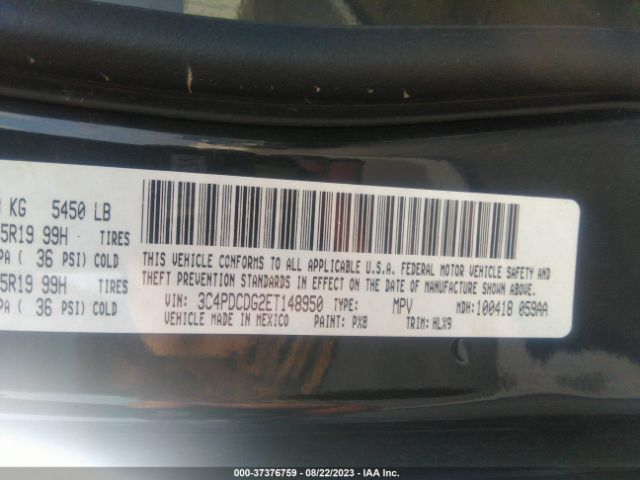 KG 5450 LB
5R19 99H TIRES
PA ( 36 PSI) COLD
5R19 99H TIRES
PA ( 36 PSI) COLD
THIS VEHICLE CONFORMS TO ALL APPLICABLE U.S.A. FEDERAL MOTOR VEHICLE SAFETY AND
THEFT PREVENTION STANDARDS IN EFFECT ON THE DATE OF MANUFACTURE SHOWN ABOVE.
VIN: 3C4PDCDG2ET148950 TYPE: MPV MDH: 100418 059AA
VEHICLE MADE IN MEXICO PAINT: PX8 TRIM: HLX9
000-37376759 - 08/22/2023 - IAA Inc.